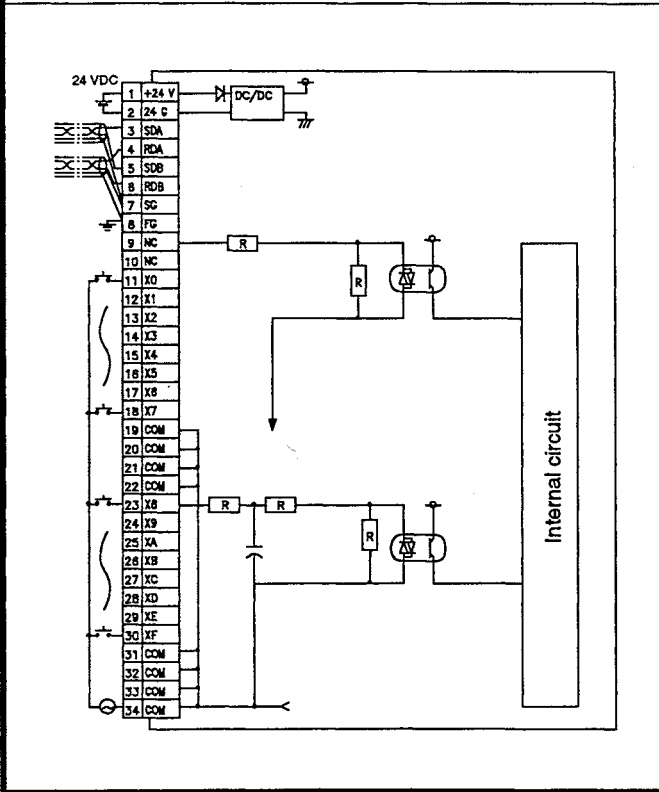 24 VDC
1 +24 V
2 24 G
3 SDA
4 RDA
5 SDB
6 RDB
7 SG
8 FG
9 NC
10 NC
11 X0
12 X1
13 X2
14 X3
15 X4
16 X5
17 X6
18 X7
19 COM
20 COM
21 COM
22 COM
23 X8
24 X9
25 XA
26 XB
27 XC
28 XD
29 XE
30 XF
31 COM
32 COM
33 COM
34 COM
DC/DC
R
R
R
R
R
Internal circuit